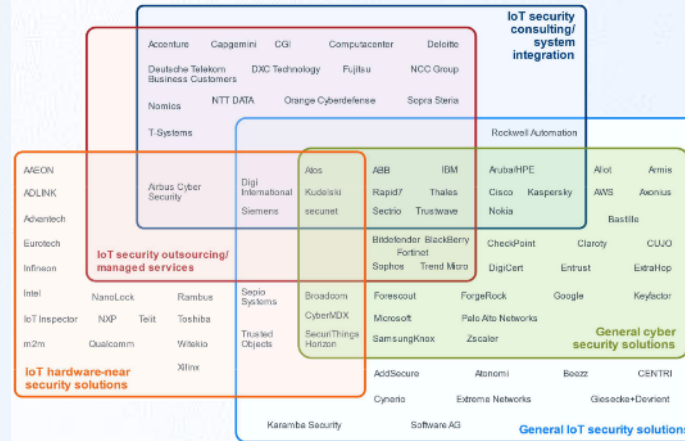 IoT security
consulting/
system
integration
Accenture Capgemini CGI Computacenter Deloitte
Deutsche Telekom DXC Technology Fujitsu NCC Group
Business Customers
Nomios NTT DATA Orange Cyberdefense Sopra Steria
T-Systems
Rockwell Automation
AAEON Atos ABB IBM Aruba/HPE Allot Armis
ADLINK Airbus Cyber Digi Kudelski Rapid7 Thales Cisco Kaspersky AWS Axonius
Security International
Advantech Siemens secunet Sectrio Trustwave Nokia Bastille
Eurotech IoT security outsourcing/ Bitdefender BlackBerry CheckPoint Claroty CUJO
managed services Fortinet
Infineon Sophos Trend Micro DigiCert Entrust ExtraHop
Intel NanoLock Rambus Sepio Broadcom Forescout ForgeRock Google Keyfactor
Systems
IoT Inspector NXP Telit Toshiba CyberMDX Microsoft Palo Alto Networks
m2m Qualcomm Witekio Trusted SecuriThings SamsungKnox Zscaler General cyber
Objects Horizon security solutions
Xilinx
IoT hardware-near
security solutions
AddSecure Atonomi Beezz CENTRI
Cynerio Extreme Networks Giesecke+Devrient
Karamba Security Software AG General IoT security solutions